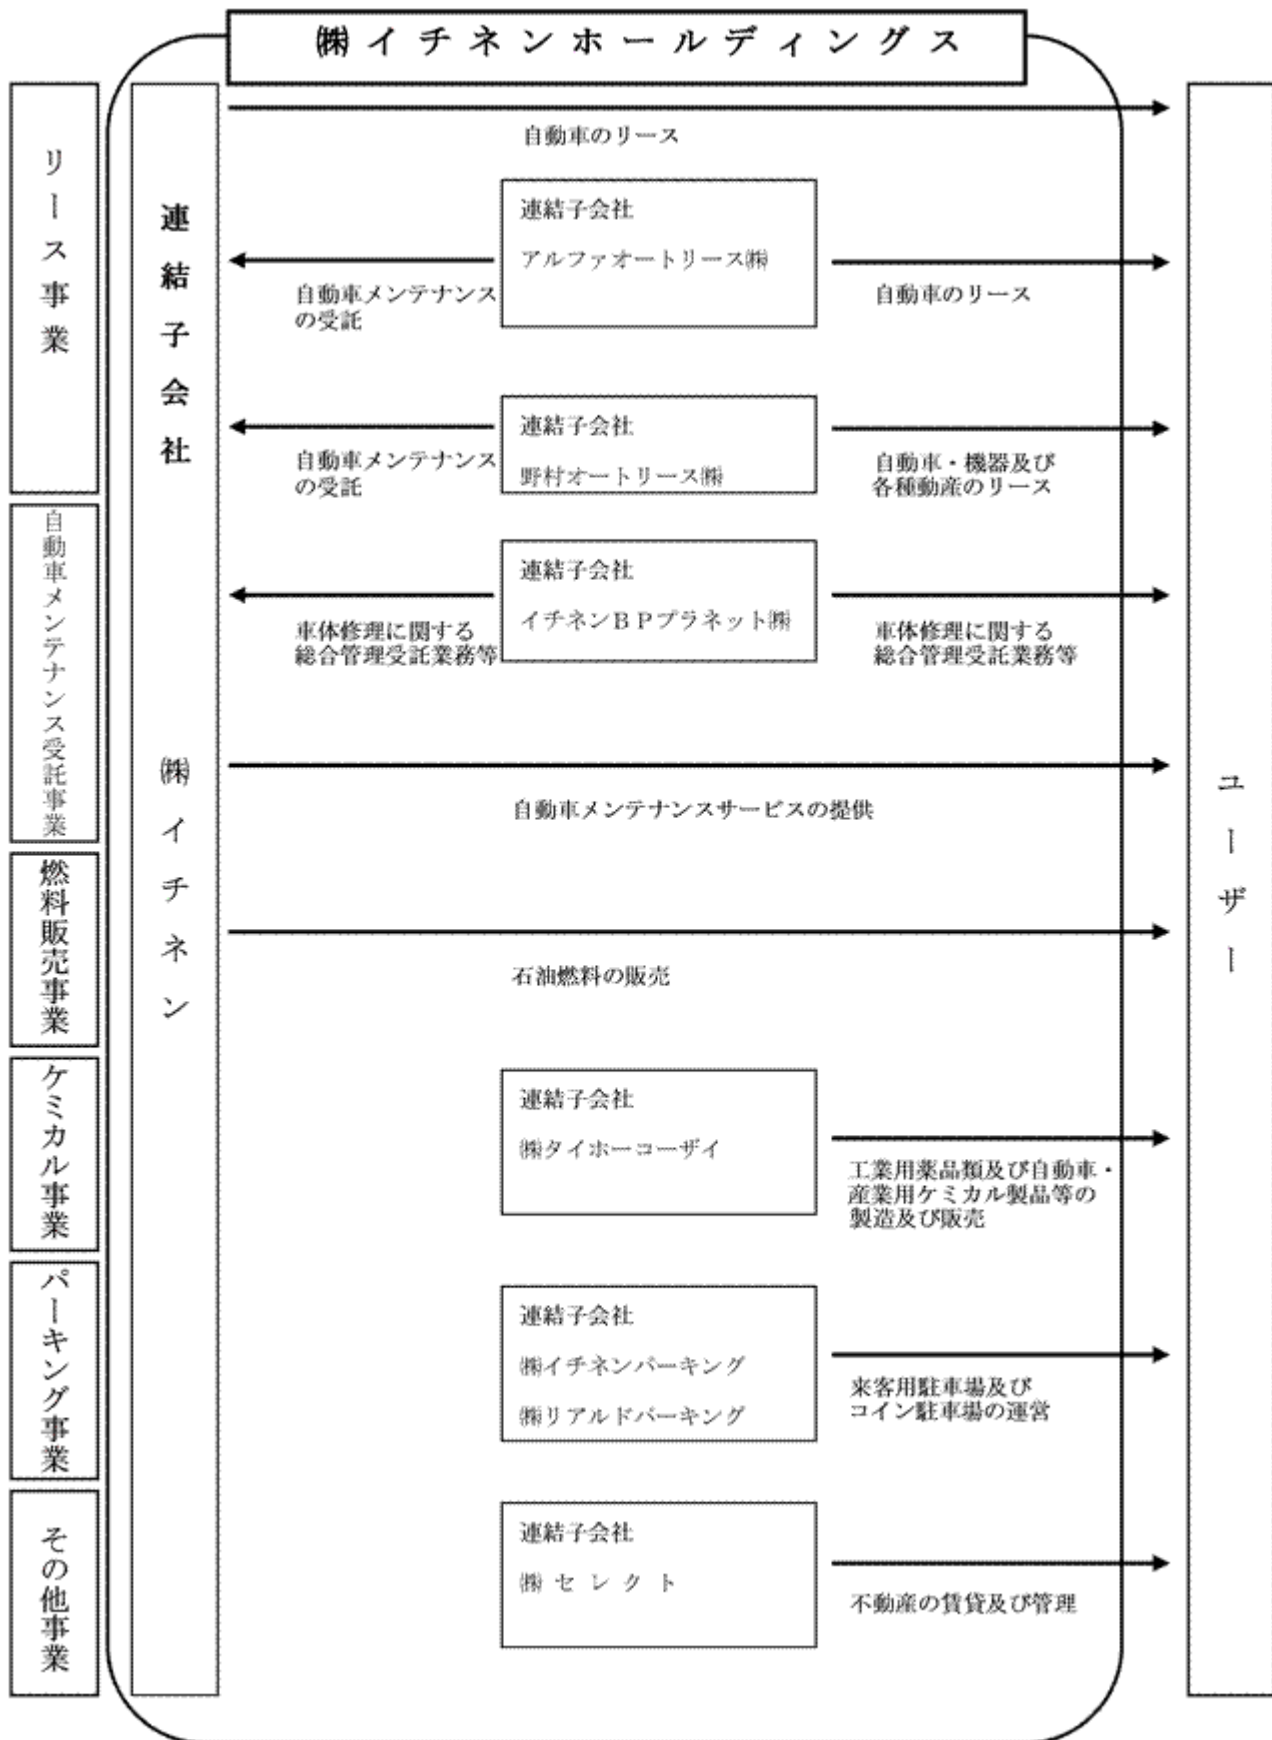 ㈱イチネンホールディングス
リース事業
自動車メンテナンス受託事業
燃料販売事業
ケミカル事業
パーキング事業
その他事業
連結子会社
㈱イチネン
自動車のリース
連結子会社
アルファオートリース㈱
自動車メンテナンス
の受託
自動車のリース
連結子会社
野村オートリース㈱
自動車メンテナンス
の受託
自動車・機器及び
各種動産のリース
連結子会社
イチネンBPプラネット㈱
車体修理に関する
総合管理受託業務等
車体修理に関する
総合管理受託業務等
自動車メンテナンスサービスの提供
石油燃料の販売
連結子会社
㈱タイホーコーザイ
工業用薬品類及び自動車・
産業用ケミカル製品等の
製造及び販売
連結子会社
㈱イチネンパーキング
㈱リアルドパーキング
来客用駐車場及び
コイン駐車場の運営
連結子会社
㈱セレクト
不動産の賃貸及び管理
ユーザー